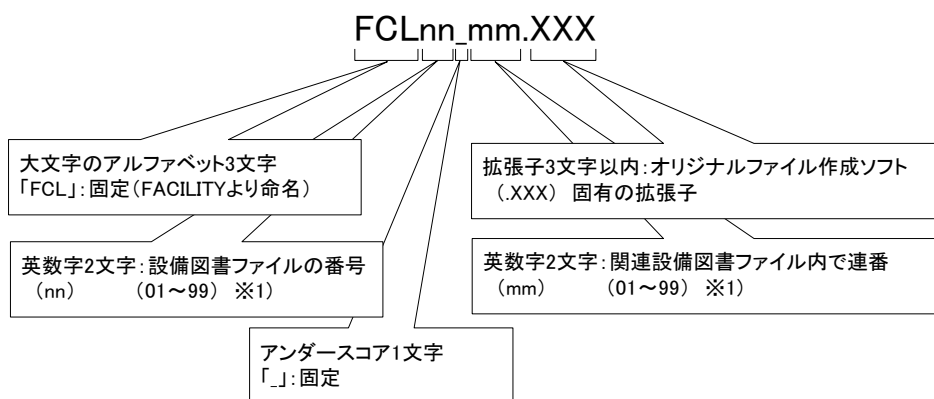 FCLnn_mm.XXX
大文字のアルファベット3文字
「FCL」:固定(FACILITYより命名)
拡張子3文字以内:オリジナルファイル作成ソフト
(.XXX) 固有の拡張子
英数字2文字:設備図書ファイルの番号
(nn) (01～99) ※1)
英数字2文字:関連設備図書ファイル内で連番
(mm) (01～99) ※1)
アンダースコア1文字
「_」:固定